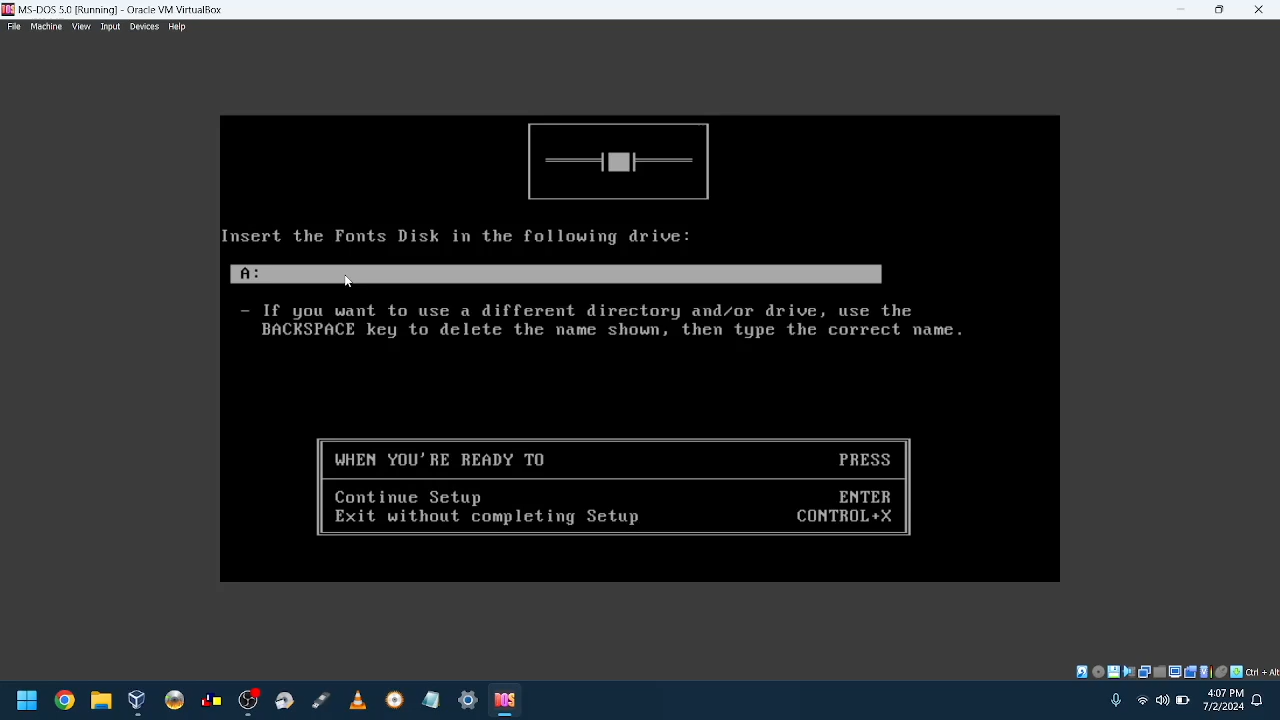 MS-DOS 5.0 [Running] - Oracle VM VirtualBox
File Machine View Input Devices Help
Insert the Fonts Disk in the following drive:
A:
- If you want to use a different directory and/or drive, use the
BACKSPACE key to delete the name shown, then type the correct name.
WHEN YOU'RE READY TO PRESS
Continue Setup ENTER
Exit without completing Setup CONTROL+X
Ctrl + Alt
DOS
4:07 PM
7/2/2024